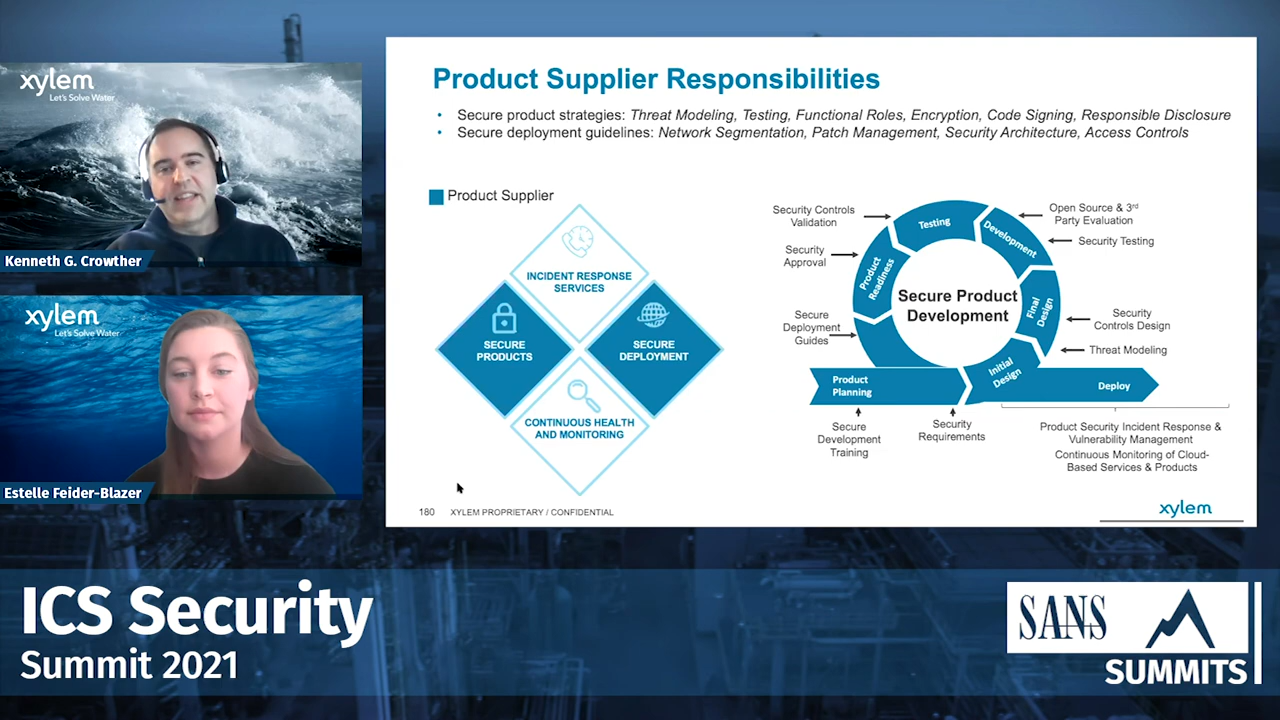 xylem
Let's Solve Water
Kenneth G. Crowther
xylem
Let's Solve Water
Estelle Feider-Blazer
Product Supplier Responsibilities
• Secure product strategies: Threat Modeling, Testing, Functional Roles, Encryption, Code Signing, Responsible Disclosure
• Secure deployment guidelines: Network Segmentation, Patch Management, Security Architecture, Access Controls
Product Supplier
INCIDENT RESPONSE
SERVICES
SECURE
PRODUCTS
SECURE
DEPLOYMENT
CONTINUOUS HEALTH
AND MONITORING
Security Controls
Validation
Security
Approval
Secure
Deployment
Guides
Testing
Development
Product
Readiness
Final
Design
Initial
Design
Secure Product
Development
Open Source & 3rd
Party Evaluation
Security Testing
Security
Controls Design
Threat Modeling
Product
Planning
Deploy
Secure
Development
Training
Security
Requirements
Product Security Incident Response &
Vulnerability Management
Continuous Monitoring of Cloud-
Based Services & Products
180 XYLEM PROPRIETARY / CONFIDENTIAL
xylem
ICS Security
Summit 2021
SANS
SUMMITS